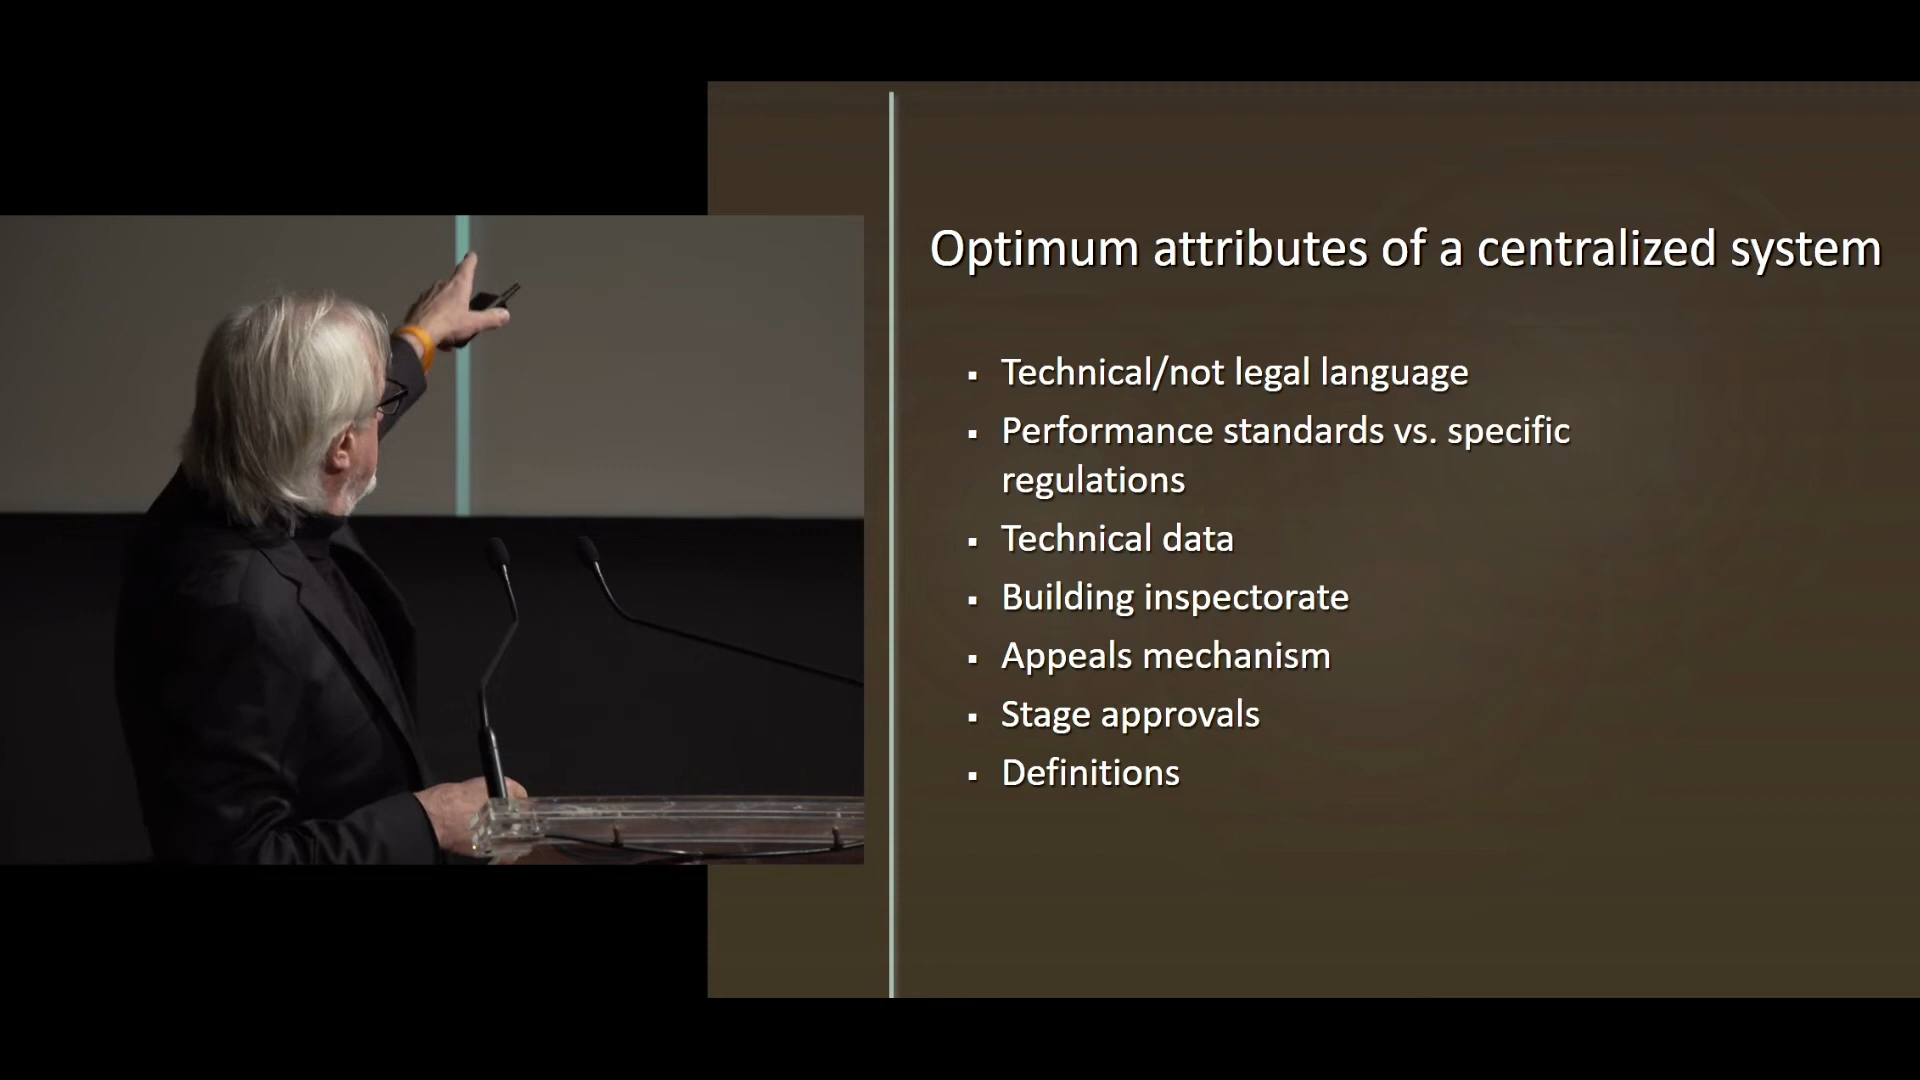 Optimum attributes of a centralized system
Technical/not legal language
Performance standards vs. specific
regulations
Technical data
Building inspectorate
Appeals mechanism
Stage approvals
Definitions